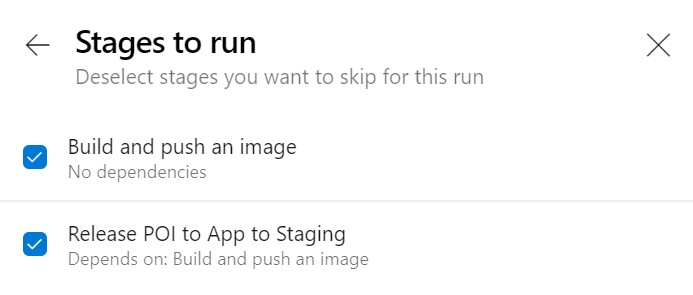 Stages to run
Deselect stages you want to skip for this run
Build and push an image
No dependencies
Release POI to App to Staging
Depends on: Build and push an image